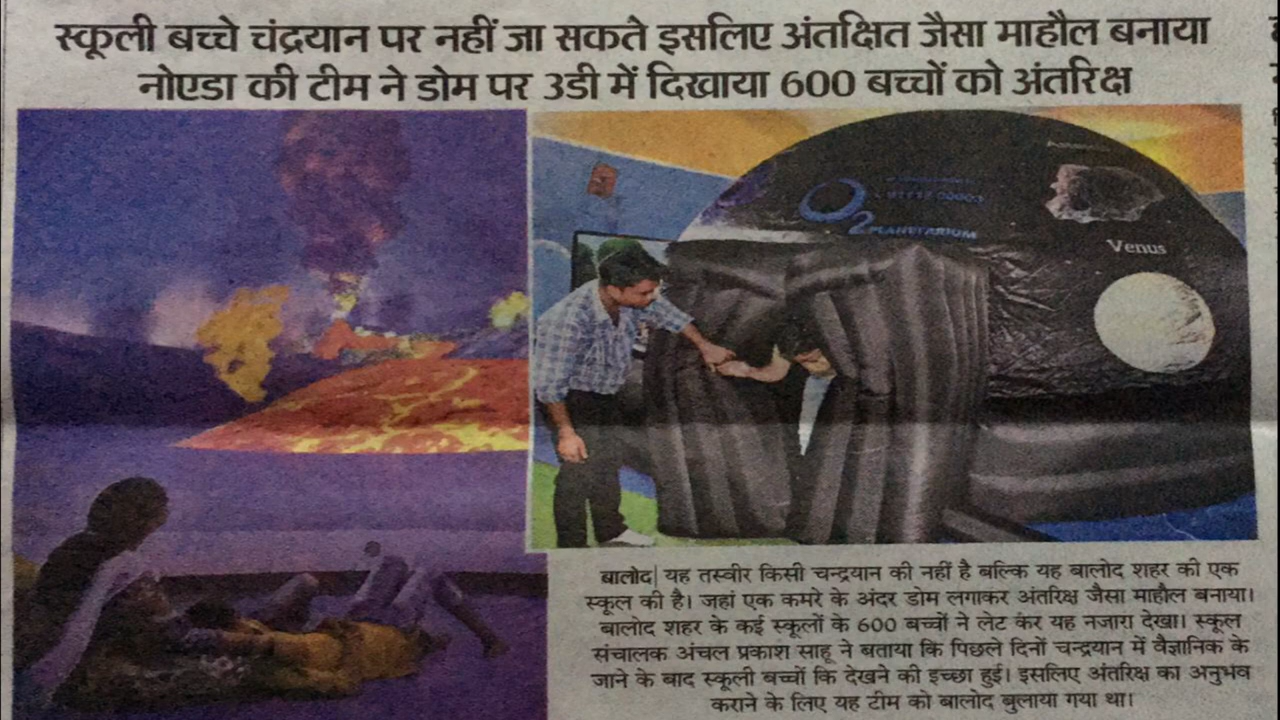 स्कूली बच्चे चंद्रयान पर नहीं जा सकते इसलिए अंतक्षित जैसा माहौल बनाया
नोएडा की टीम ने डोम पर 3डी में दिखाया 600 बच्चों को अंतरिक्ष
O2
PLANETARIUM
Venus
बालोद| यह तस्वीर किसी चन्द्रयान की नहीं है बल्कि यह बालोद शहर की एक
स्कूल की है। जहां एक कमरे के अंदर डोम लगाकर अंतरिक्ष जैसा माहौल बनाया।
बालोद शहर के कई स्कूलों के 600 बच्चों ने लेट कर यह नजारा देखा। स्कूल
संचालक अंचल प्रकाश साहू ने बताया कि पिछले दिनों चन्द्रयान में वैज्ञानिक के
जाने के बाद स्कूली बच्चों कि देखने की इच्छा हुई। इसलिए अंतरिक्ष का अनुभव
कराने के लिए यह टीम को बालोद बुलाया गया था।